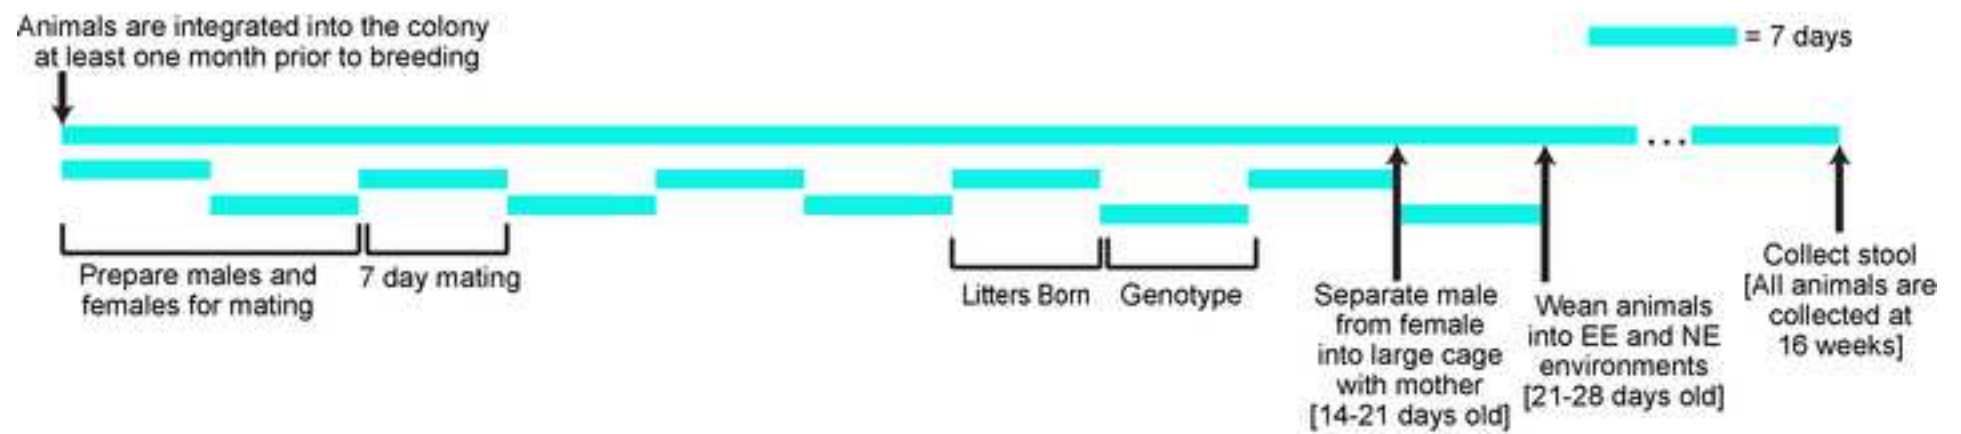 Animals are integrated into the colony
at least one month prior to breeding
= 7 days
...
Prepare males and
females for mating
7 day mating
Litters Born
Genotype
Separate male
from female
into large cage
with mother
[14-21 days old]
Wean animals
into EE and NE
environments
[21-28 days old]
Collect stool
[All animals are
collected at
16 weeks]